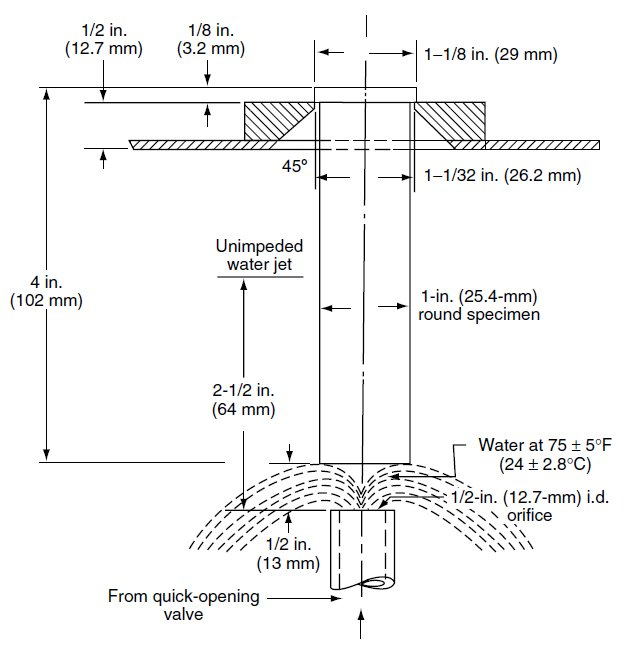 1/2 in.
(12.7 mm)
1/8 in.
(3.2 mm)
1–1/8 in. (29 mm)
45°
1–1/32 in. (26.2 mm)
Unimpeded
water jet
4 in.
(102 mm)
1-in. (25.4-mm)
round specimen
2-1/2 in.
(64 mm)
Water at 75 ± 5°F
(24 ± 2.8°C)
1/2-in. (12.7-mm) i.d.
orifice
1/2 in.
(13 mm)
From quick-opening
valve